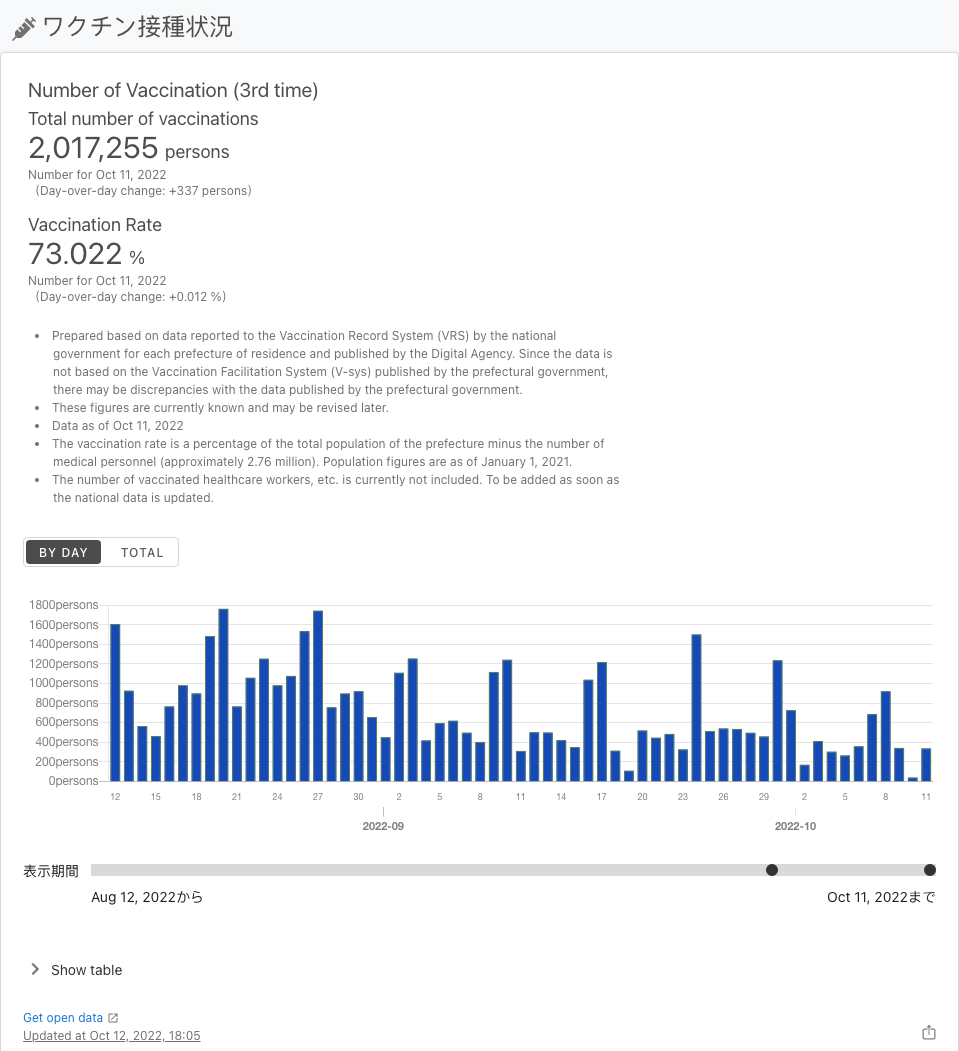 ワクチン接種状況
Number of Vaccination (3rd time)
Total number of vaccinations
2,017,255 persons
Number for Oct 11, 2022
(Day-over-day change: +337 persons)
Vaccination Rate
73.022 %
Number for Oct 11, 2022
(Day-over-day change: +0.012 %)
• Prepared based on data reported to the Vaccination Record System (VRS) by the national
government for each prefecture of residence and published by the Digital Agency. Since the data is
not based on the Vaccination Facilitation System (V-sys) published by the prefectural government,
there may be discrepancies with the data published by the prefectural government.
• These figures are currently known and may be revised later.
• Data as of Oct 11, 2022
• The vaccination rate is a percentage of the total population of the prefecture minus the number of
medical personnel (approximately 2.76 million). Population figures are as of January 1, 2021.
• The number of vaccinated healthcare workers, etc. is currently not included. To be added as soon as
the national data is updated.
BY DAY TOTAL
1800persons
1600persons
1400persons
1200persons
1000persons
800persons
600persons
400persons
200persons
0persons
12 15 18 21 24 27 30 2 5 8 11 14 17 20 23 26 29 2 5 8 11
2022-09 2022-10
表示期間
Aug 12, 2022から Oct 11, 2022まで
Show table
Get open data
Updated at Oct 12, 2022, 18:05